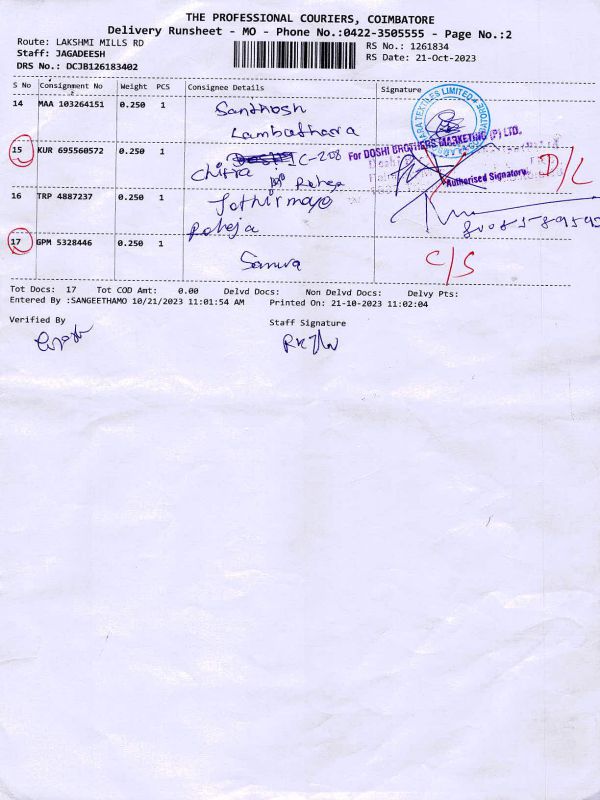 THE PROFESSIONAL COURIERS, COIMBATORE
Delivery Runsheet - MO - Phone No.:0422-3505555 - Page No.:2
Route: LAKSHMI MILLS RD
RS No.: 1261834
Staff: JAGADEESH
RS Date: 21-Oct-2023
DRS No.: DCJB126183402
S No Consignment No Weight PCS Consignee Details Signature
14 MAA 103264151 0.250 1 Santhosh
Lambathara
15 KUR 695560572 0.250 1 C-208
Chitra
Raheja
For DOSHI BROTHERS MARKETING (P) LTD.
Authorised Signatory
D/L
16 TRP 4887237 0.250 1 Jothirmaya
Raheja
17 GPM 5328446 0.250 1 Samra
C/S
Tot Docs: 17 Tot COD Amt: 0.00 Delvd Docs: Non Delvd Docs: Delvy Pts:
Entered By :SANGEETHAMO 10/21/2023 11:01:54 AM Printed On: 21-10-2023 11:02:04
Verified By
Staff Signature